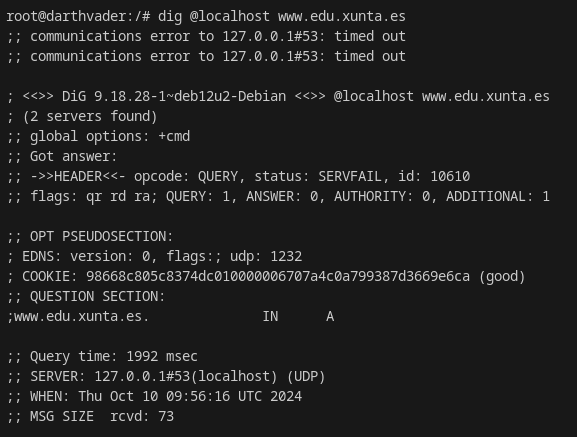 root@darthvader:/# dig @localhost www.edu.xunta.es
;; communications error to 127.0.0.1#53: timed out
;; communications error to 127.0.0.1#53: timed out

; <<>> DiG 9.18.28-1~deb12u2-Debian <<>> @localhost www.edu.xunta.es
; (2 servers found)
;; global options: +cmd
;; Got answer:
;; ->>HEADER<<- opcode: QUERY, status: SERVFAIL, id: 10610
;; flags: qr rd ra; QUERY: 1, ANSWER: 0, AUTHORITY: 0, ADDITIONAL: 1

;; OPT PSEUDOSECTION:
; EDNS: version: 0, flags:; udp: 1232
; COOKIE: 98668c805c8374dc010000006707a4c0a799387d3669e6ca (good)
;; QUESTION SECTION:
;www.edu.xunta.es.		IN	A

;; Query time: 1992 msec
;; SERVER: 127.0.0.1#53(localhost) (UDP)
;; WHEN: Thu Oct 10 09:56:16 UTC 2024
;; MSG SIZE  rcvd: 73